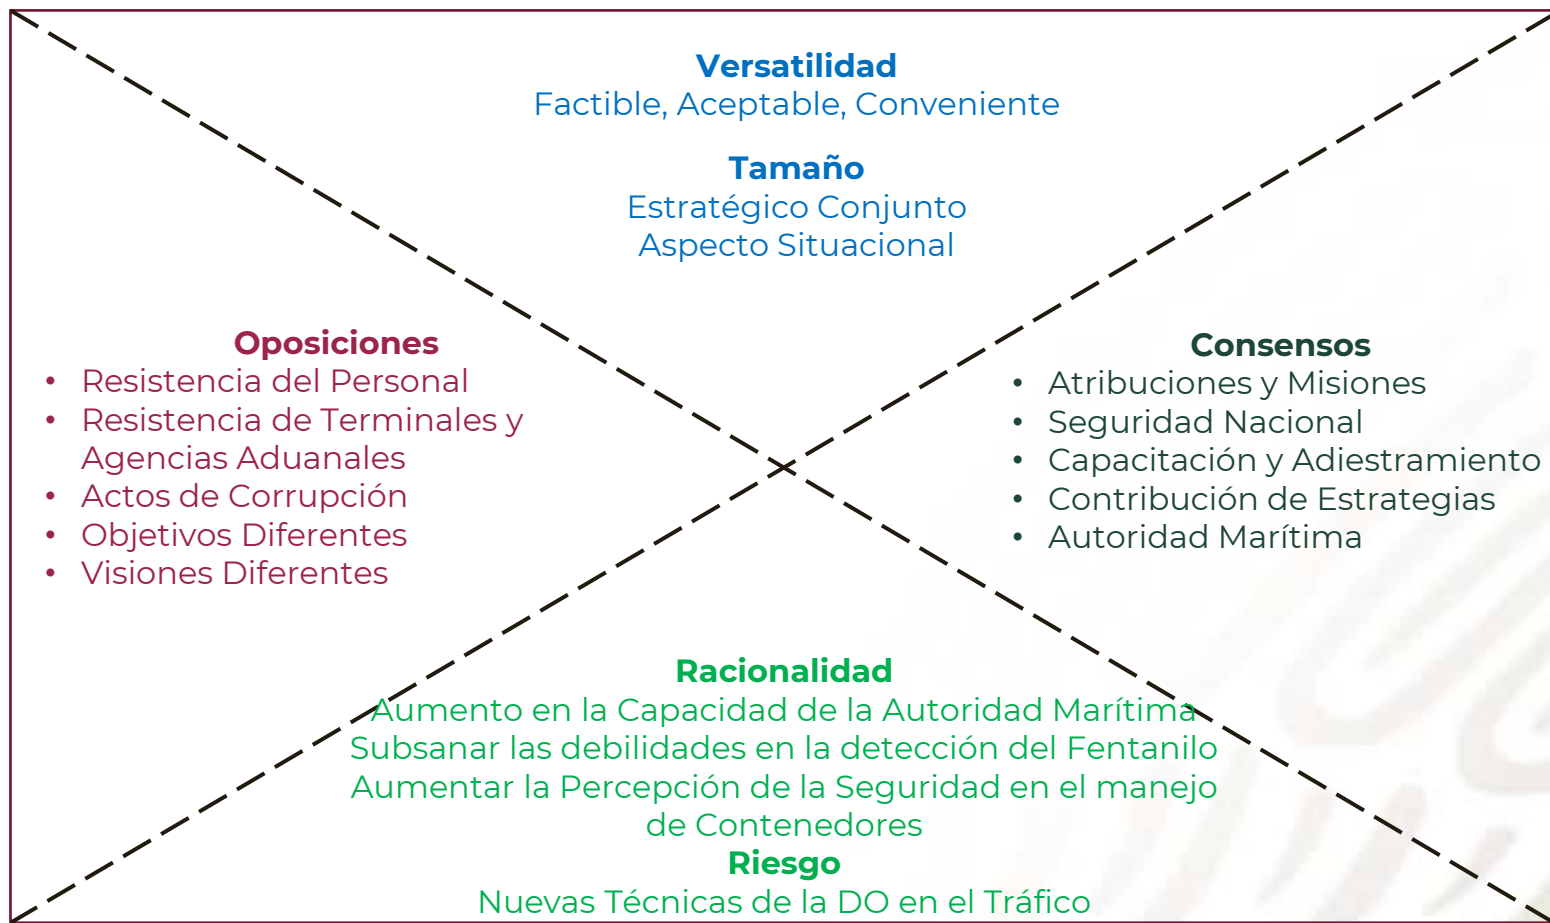 Versatilidad
Factible, Aceptable, Conveniente
Tamaño
Estratégico Conjunto
Aspecto Situacional
Oposiciones
• Resistencia del Personal
• Resistencia de Terminales y
Agencias Aduanales
• Actos de Corrupción
• Objetivos Diferentes
• Visiones Diferentes
Consensos
• Atribuciones y Misiones
• Seguridad Nacional
• Capacitación y Adiestramiento
• Contribución de Estrategias
• Autoridad Marítima
Racionalidad
Aumento en la Capacidad de la Autoridad Marítima
Subsanar las debilidades en la detección del Fentanilo
Aumentar la Percepción de la Seguridad en el manejo
de Contenedores
Riesgo
Nuevas Técnicas de la DO en el Tráfico